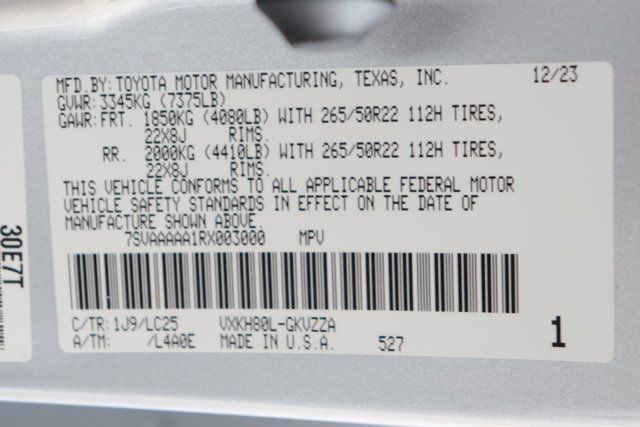 MFD.BY:TOYOTA MOTOR MANUFACTURING, TEXAS, INC. 12/23
GVWR:3345KG (7375LB)
GAWR:FRT. 1850KG (4080LB) WITH 265/50R22 112H TIRES,
22X8J RIMS.
RR. 2000KG (4410LB) WITH 265/50R22 112H TIRES,
22X8J RIMS.
THIS VEHICLE CONFORMS TO ALL APPLICABLE FEDERAL MOTOR
VEHICLE SAFETY STANDARDS IN EFFECT ON THE DATE OF
MANUFACTURE SHOWN ABOVE.
7SVAAAAA1RX003000 MPV
C/TR:1J9/LC25 VXKH80L-GKVZZA
A/TM: /L4A0E MADE IN U.S.A. 527 1
30E7T